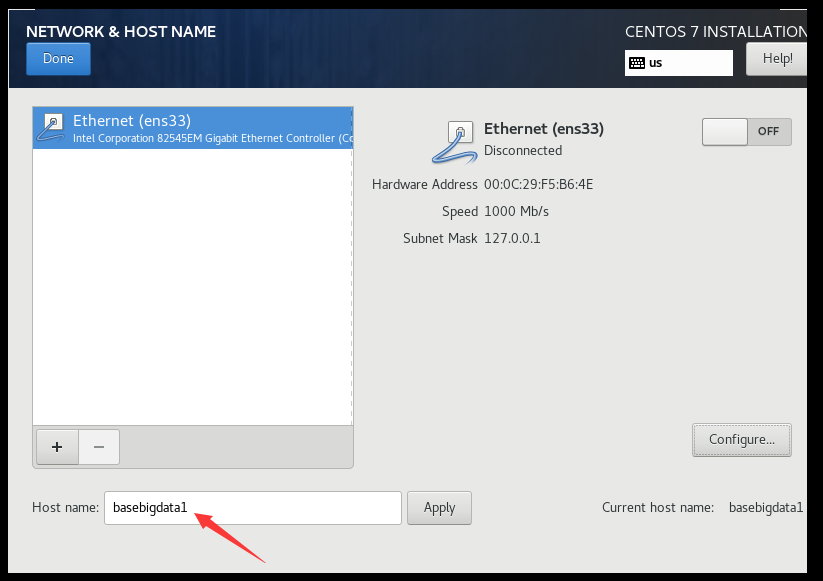 NETWORK & HOST NAME
CENTOS 7 INSTALLATION
Done
us
Help!
Ethernet (ens33)
Intel Corporation 82545EM Gigabit Ethernet Controller (Co
Ethernet (ens33)
Disconnected
OFF
Hardware Address 00:0C:29:F5:B6:4E
Speed 1000 Mb/s
Subnet Mask 127.0.0.1
+ −
Configure...
Host name: basebigdata1 Apply Current host name: basebigdata1